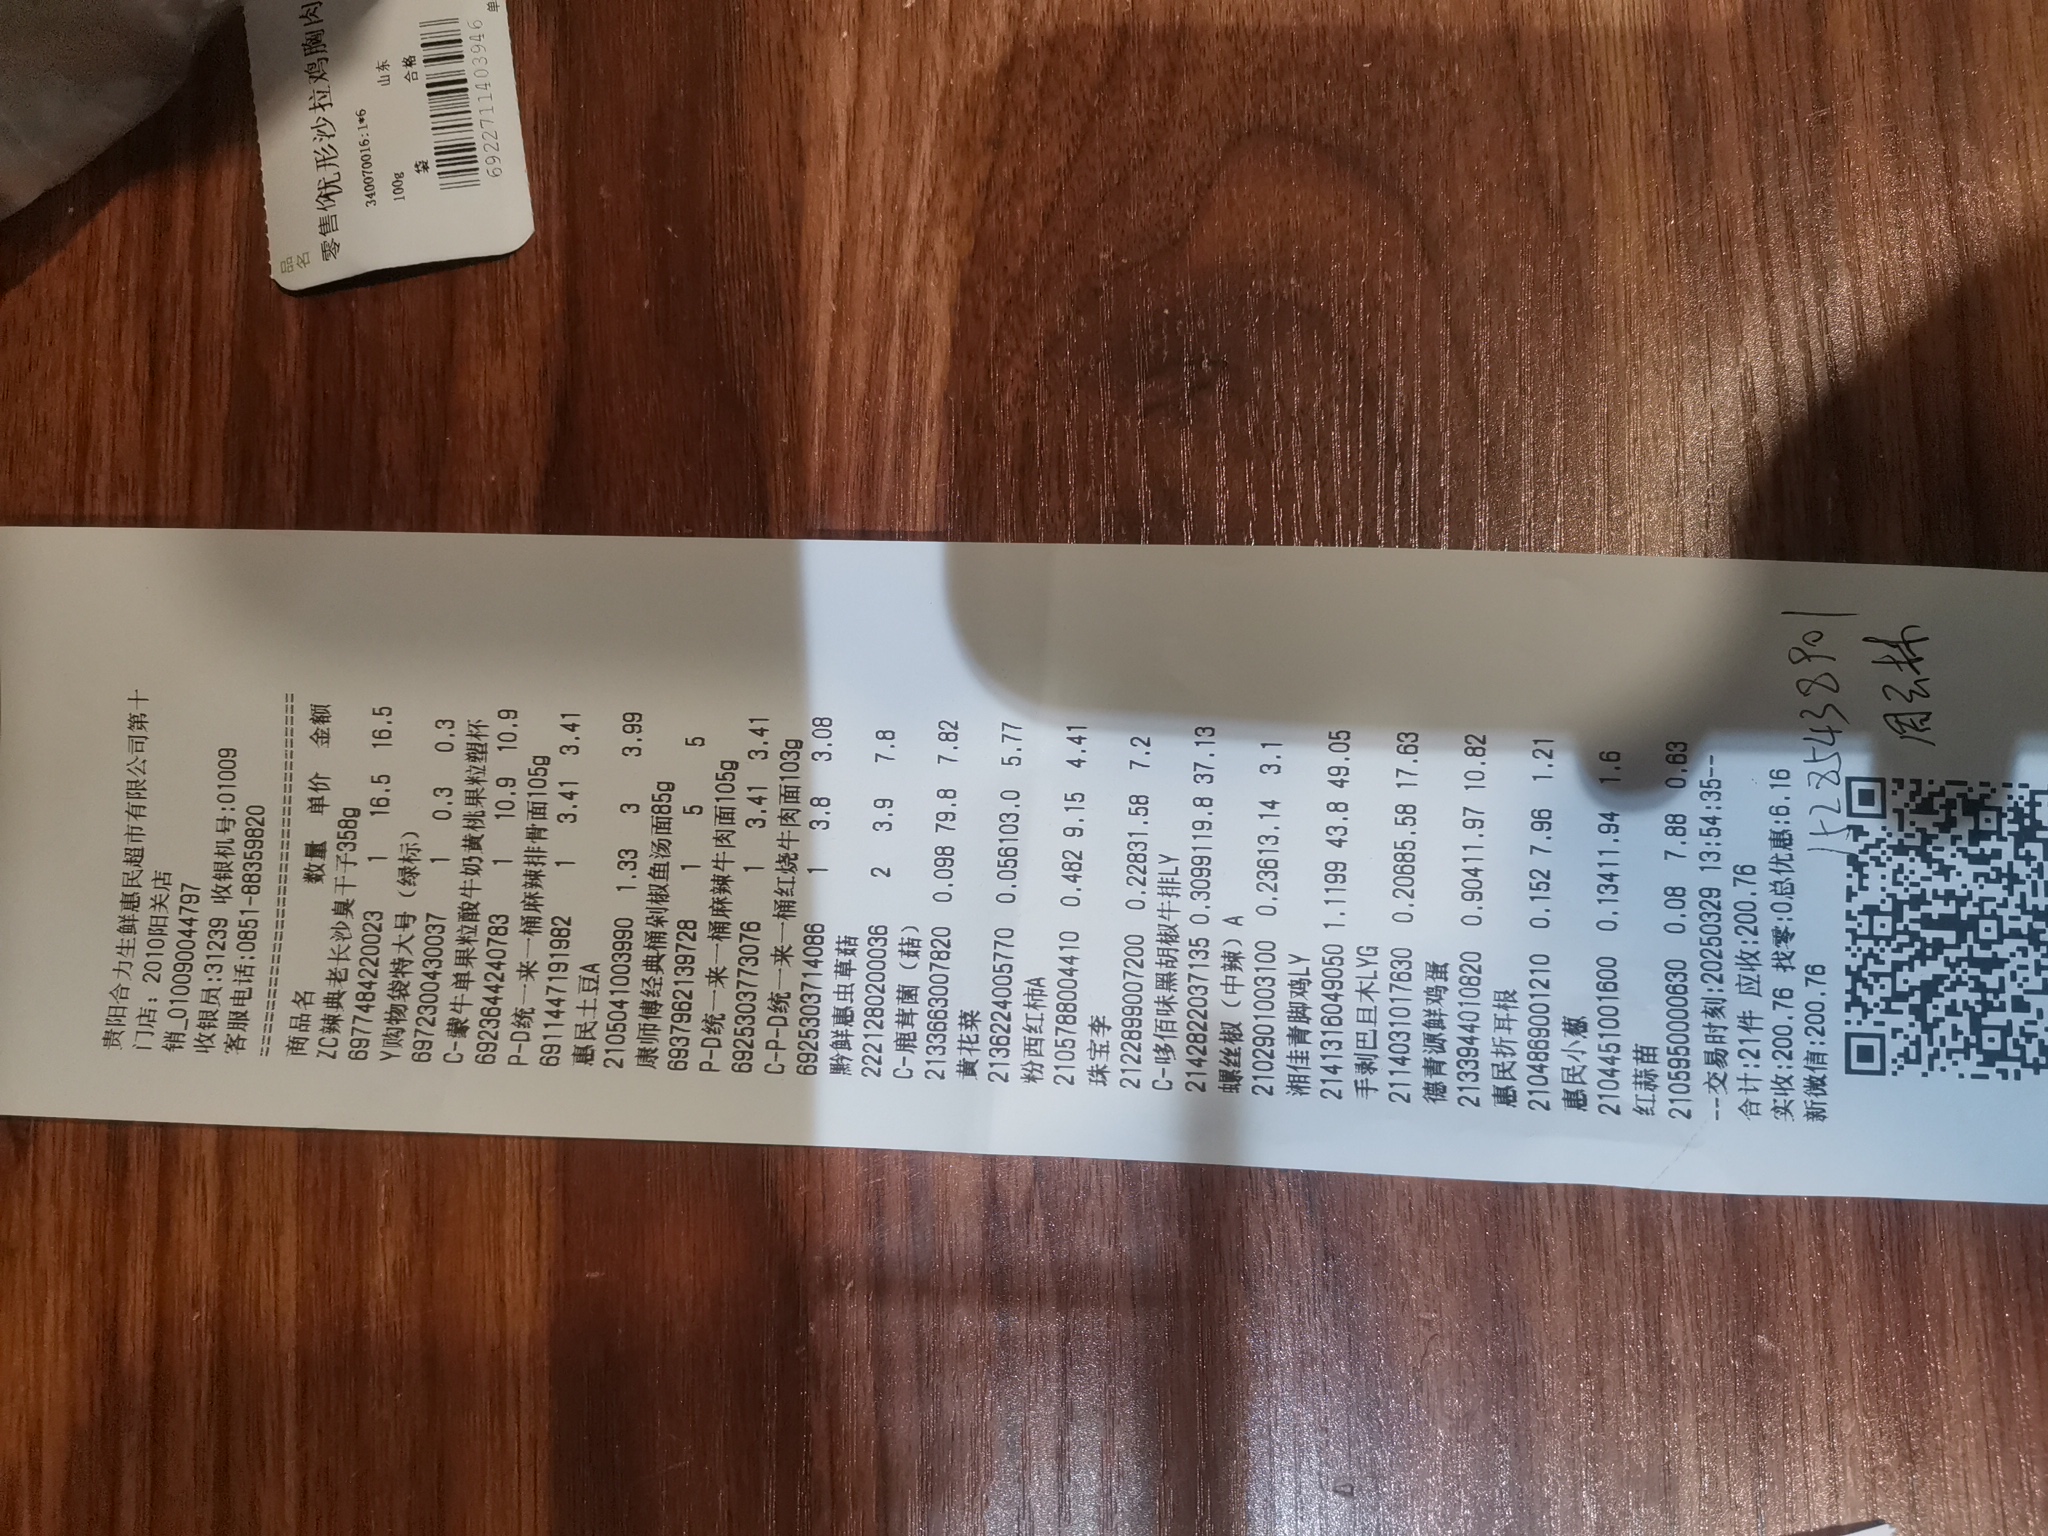 品名
零售价优形沙拉鸡胸肉
340070016:1*6
山东
100g
合格
袋
6922711403946
单
贵阳合力生鲜惠民超市有限公司第十
门店: 2010阳关店
销_01009090044797
收银员:31239 收银机号:01009
客服电话:0851-88359820
商品名 数量 单价 金额
ZC辣典老长沙臭干子358g
6977484220023 1 16.5 16.5
Y购物袋特大号(绿标)
6972300430037 1 0.3 0.3
C-蒙牛单果粒酸牛奶黄桃果粒塑杯
6923644240783 1 10.9 10.9
P-D统一来一桶麻辣排骨面105g
6911447191982 1 3.41 3.41
惠民土豆A
2105041003990 1.33 3 3.99
康师傅经典桶剁椒鱼汤面85g
6937962139728 1 5 5
P-D统一来一桶麻辣牛肉面105g
6925303773076 1 3.41 3.41
C-P-D统一来一桶红烧牛肉面103g
6925303714086 1 3.8 3.08
黔鲜惠虫草菇
2221280200036 2 3.9 7.8
C-鹿茸菌(菇)
2133663007820 0.098 79.8 7.82
黄花菜
2136224005770 0.056103.0 5.77
粉西红柿A
2105788004410 0.482 9.15 4.41
珠宝李
2122899007200 0.22831.58 7.2
C-哆佰味黑胡椒牛排LY
2142822037135 0.3099119.8 37.13
螺丝椒(中辣)A
2102901003100 0.23613.14 3.1
湘佳青脚鸡LY
2141316049050 1.1199 43.8 49.05
手剥巴旦木LYG
2114031017630 0.20685.58 17.63
德青源鲜鸡蛋
2133944010820 0.90411.97 10.82
惠民折耳根
2104869001210 0.152 7.96 1.21
惠民小葱
2104451001600 0.13411.94 1.6
红蒜苗
2105950000630 0.08 7.88 0.63
--交易时刻:20250329 13:54:35--
合计:21件 应收:200.76
实收:200.76 找零:0总优惠:6.16
新微信:200.76